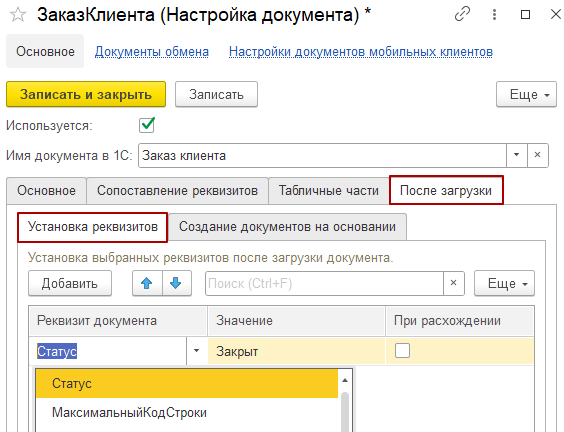 ЗаказКлиента (Настройка документа) *
Основное Документы обмена Настройки документов мобильных клиентов
Записать и закрыть Записать Еще
Используется:
Имя документа в 1С: Заказ клиента
Основное Сопоставление реквизитов Табличные части После загрузки
Установка реквизитов Создание документов на основании
Установка выбранных реквизитов после загрузки документа.
Добавить Поиск (Ctrl+F) × Еще
Реквизит документа Значение При расхождении
Статус Закрыт
Статус
МаксимальныйКодСтроки